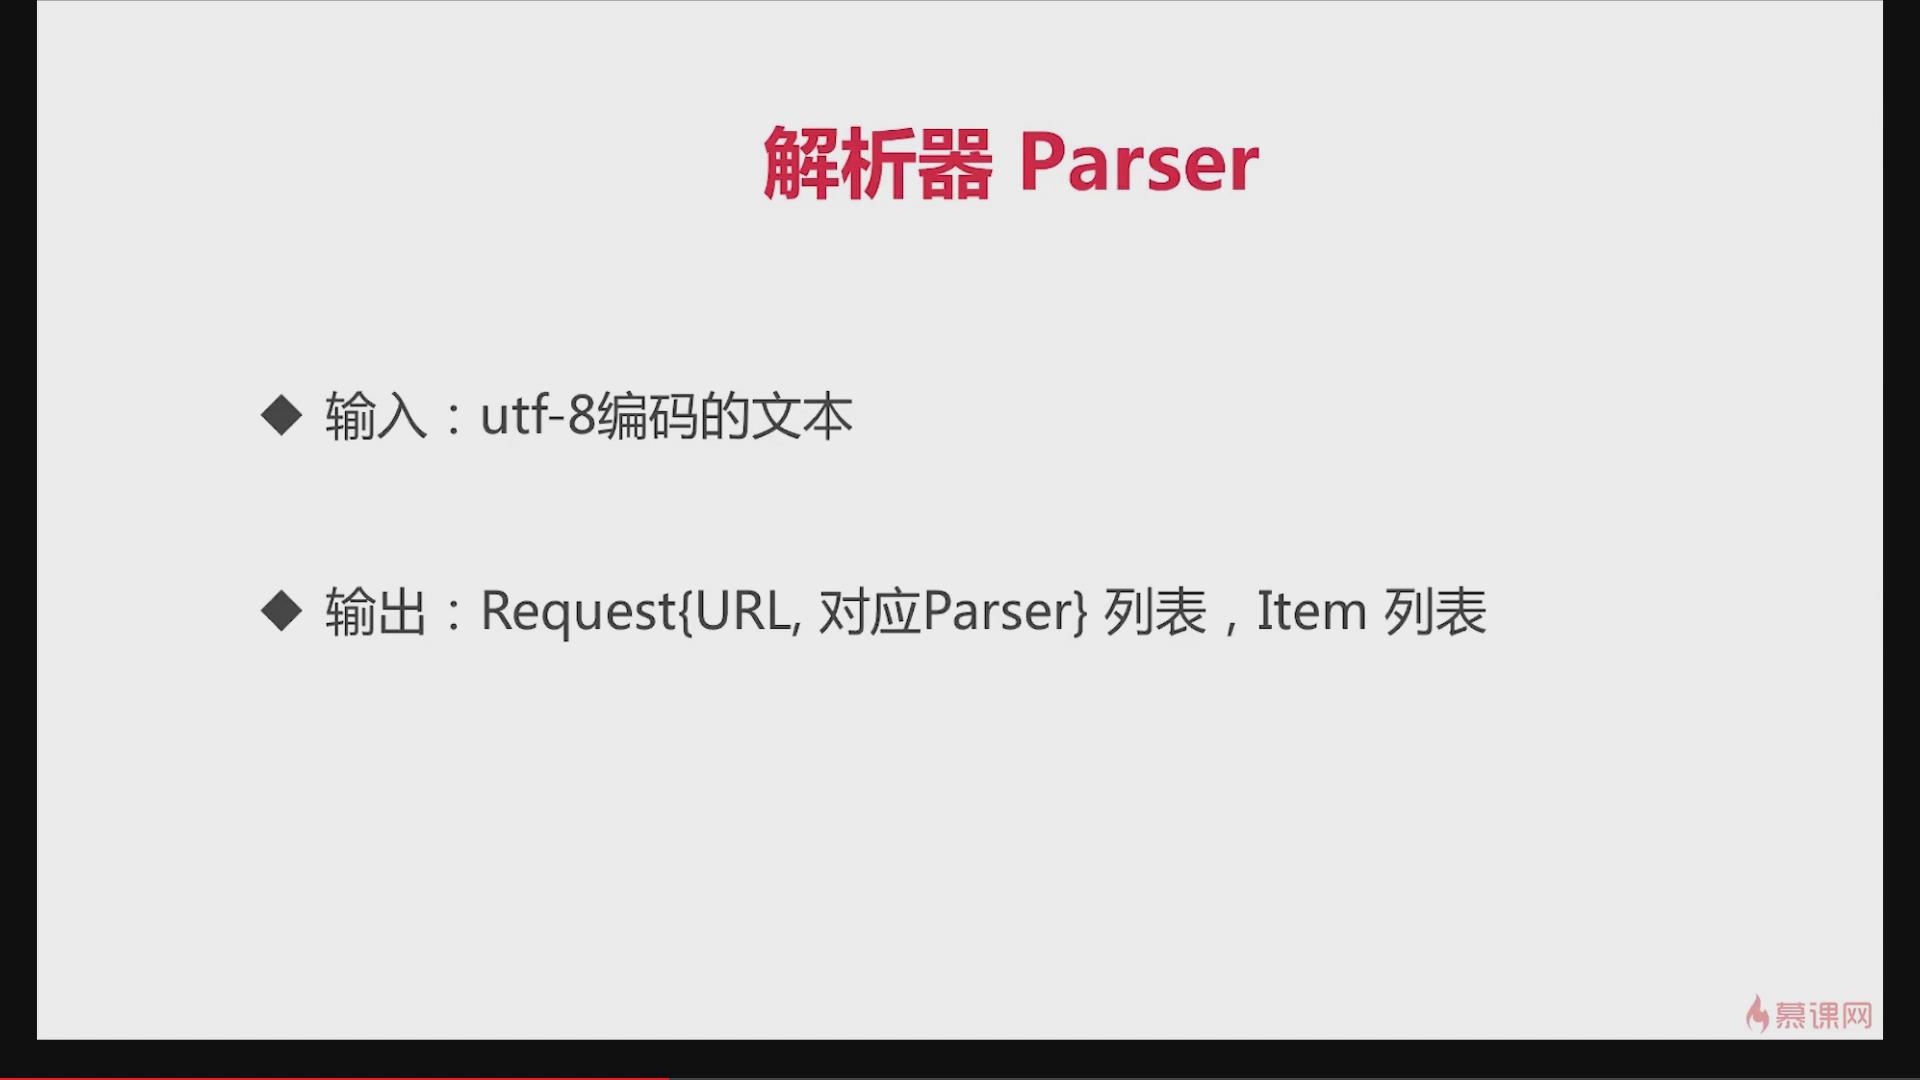 解析器 Parser
◆ 输入：utf-8编码的文本
◆ 输出：Request{URL, 对应Parser} 列表，Item 列表
慕课网